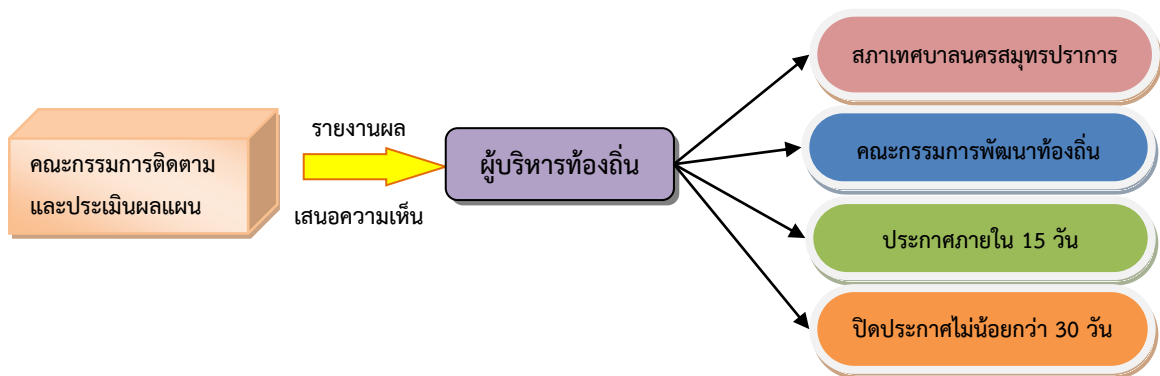 คณะกรรมการติดตาม
และประเมินผลแผน
รายงานผล
เสนอความเห็น
ผู้บริหารท้องถิ่น
สภาเทศบาลนครสมุทรปราการ
คณะกรรมการพัฒนาท้องถิ่น
ประกาศภายใน 15 วัน
ปิดประกาศไม่น้อยกว่า 30 วัน